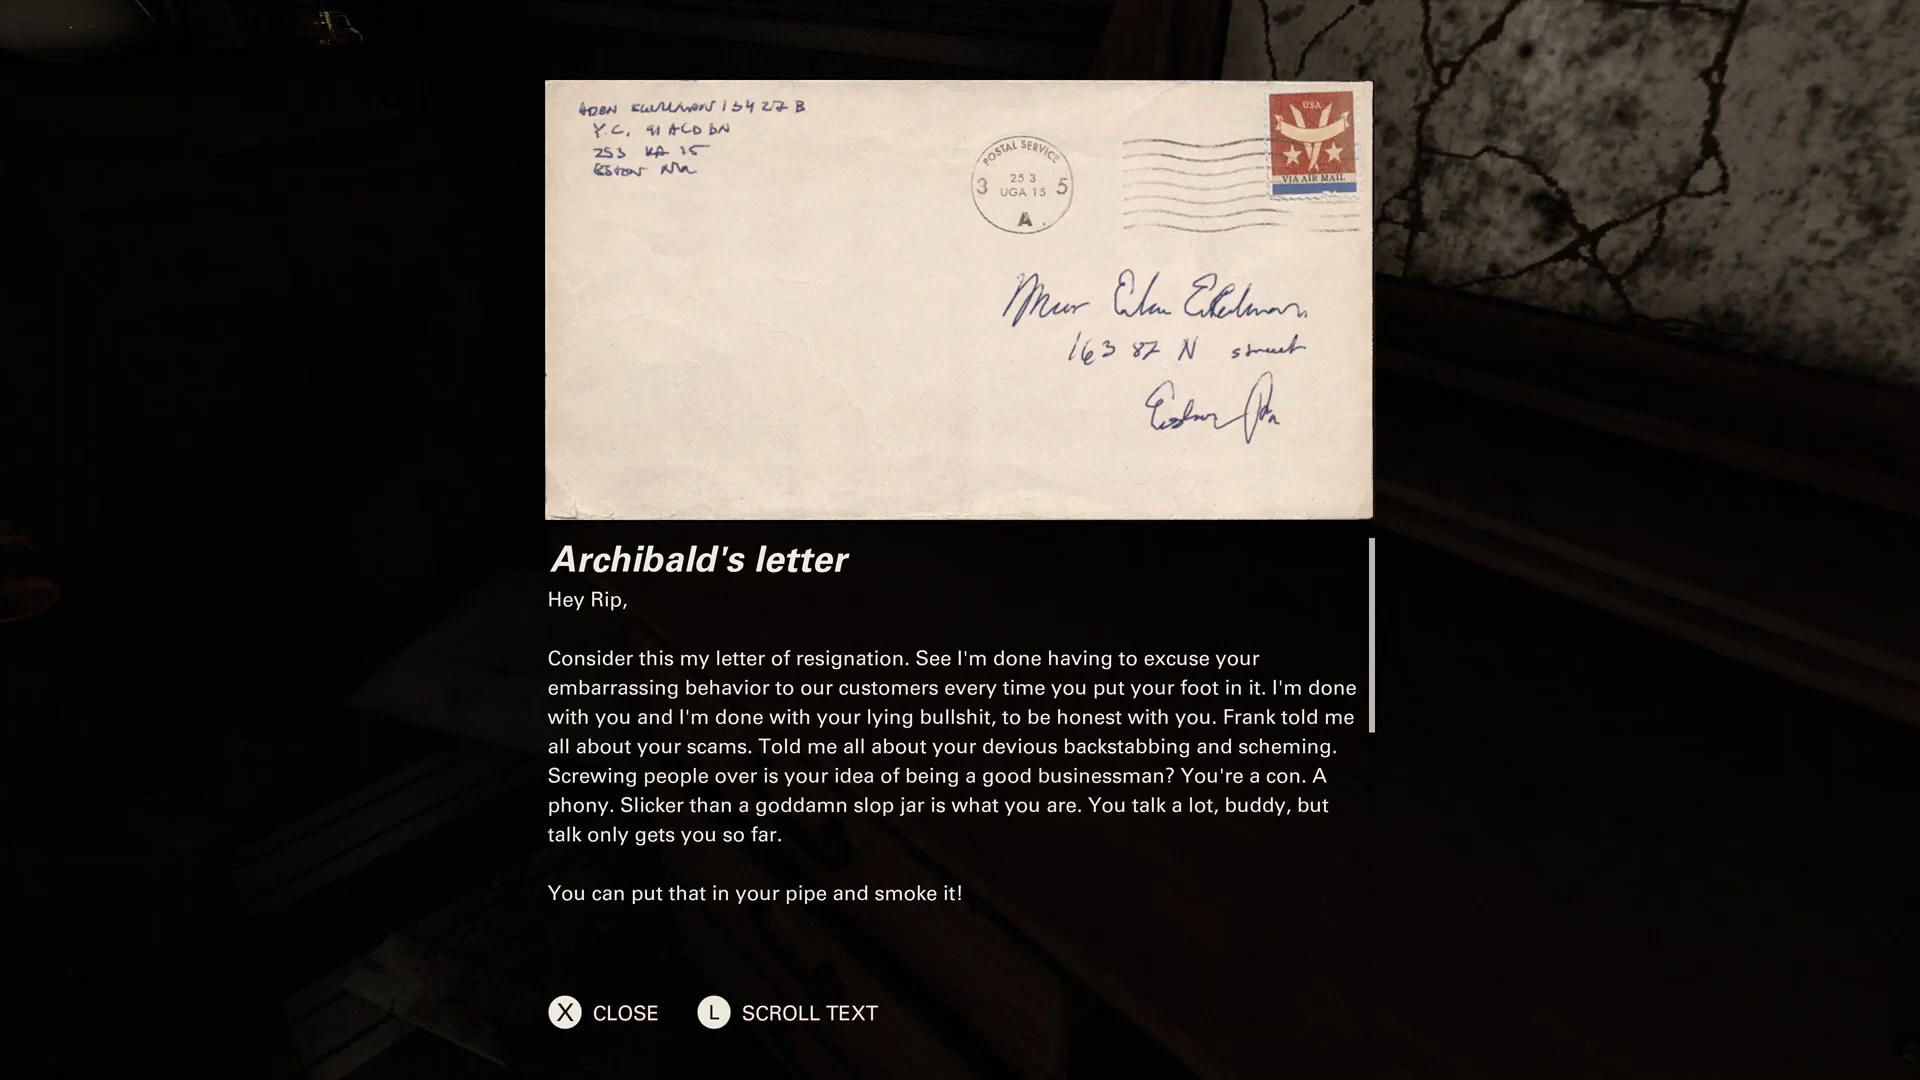 13427 B
Y.C. 91
253 15
POSTAL SERVICE
3 25 3 5
UGA 15
A
USA
VIA AIR MAIL
163 87 N street
Archibald's letter
Hey Rip,
Consider this my letter of resignation. See I'm done having to excuse your
embarrassing behavior to our customers every time you put your foot in it. I'm done
with you and I'm done with your lying bullshit, to be honest with you. Frank told me
all about your scams. Told me all about your devious backstabbing and scheming.
Screwing people over is your idea of being a good businessman? You're a con. A
phony. Slicker than a goddamn slop jar is what you are. You talk a lot, buddy, but
talk only gets you so far.
You can put that in your pipe and smoke it!
X CLOSE L SCROLL TEXT